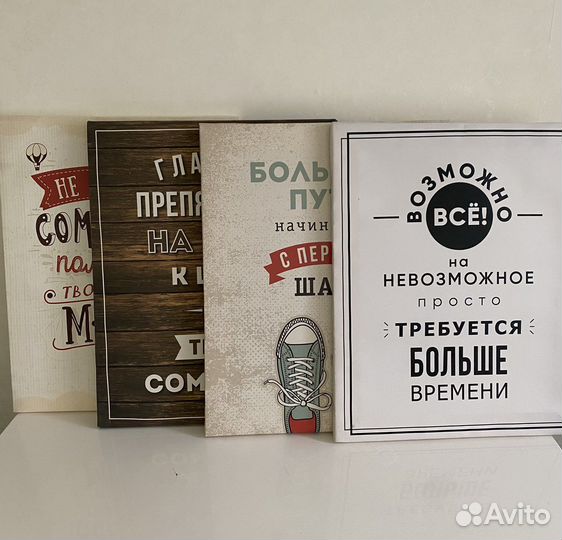 НЕ
СОМ
пол
ТВО
М
ГЛА
ПРЕПЯ
НА
К
СОМ
БОЛЬ
ПУ
начин
С ПЕР
ША
ВОЗМОЖНО
ВСЁ!
на
НЕВОЗМОЖНОЕ
просто
ТРЕБУЕТСЯ
БОЛЬШЕ
ВРЕМЕНИ
Avito